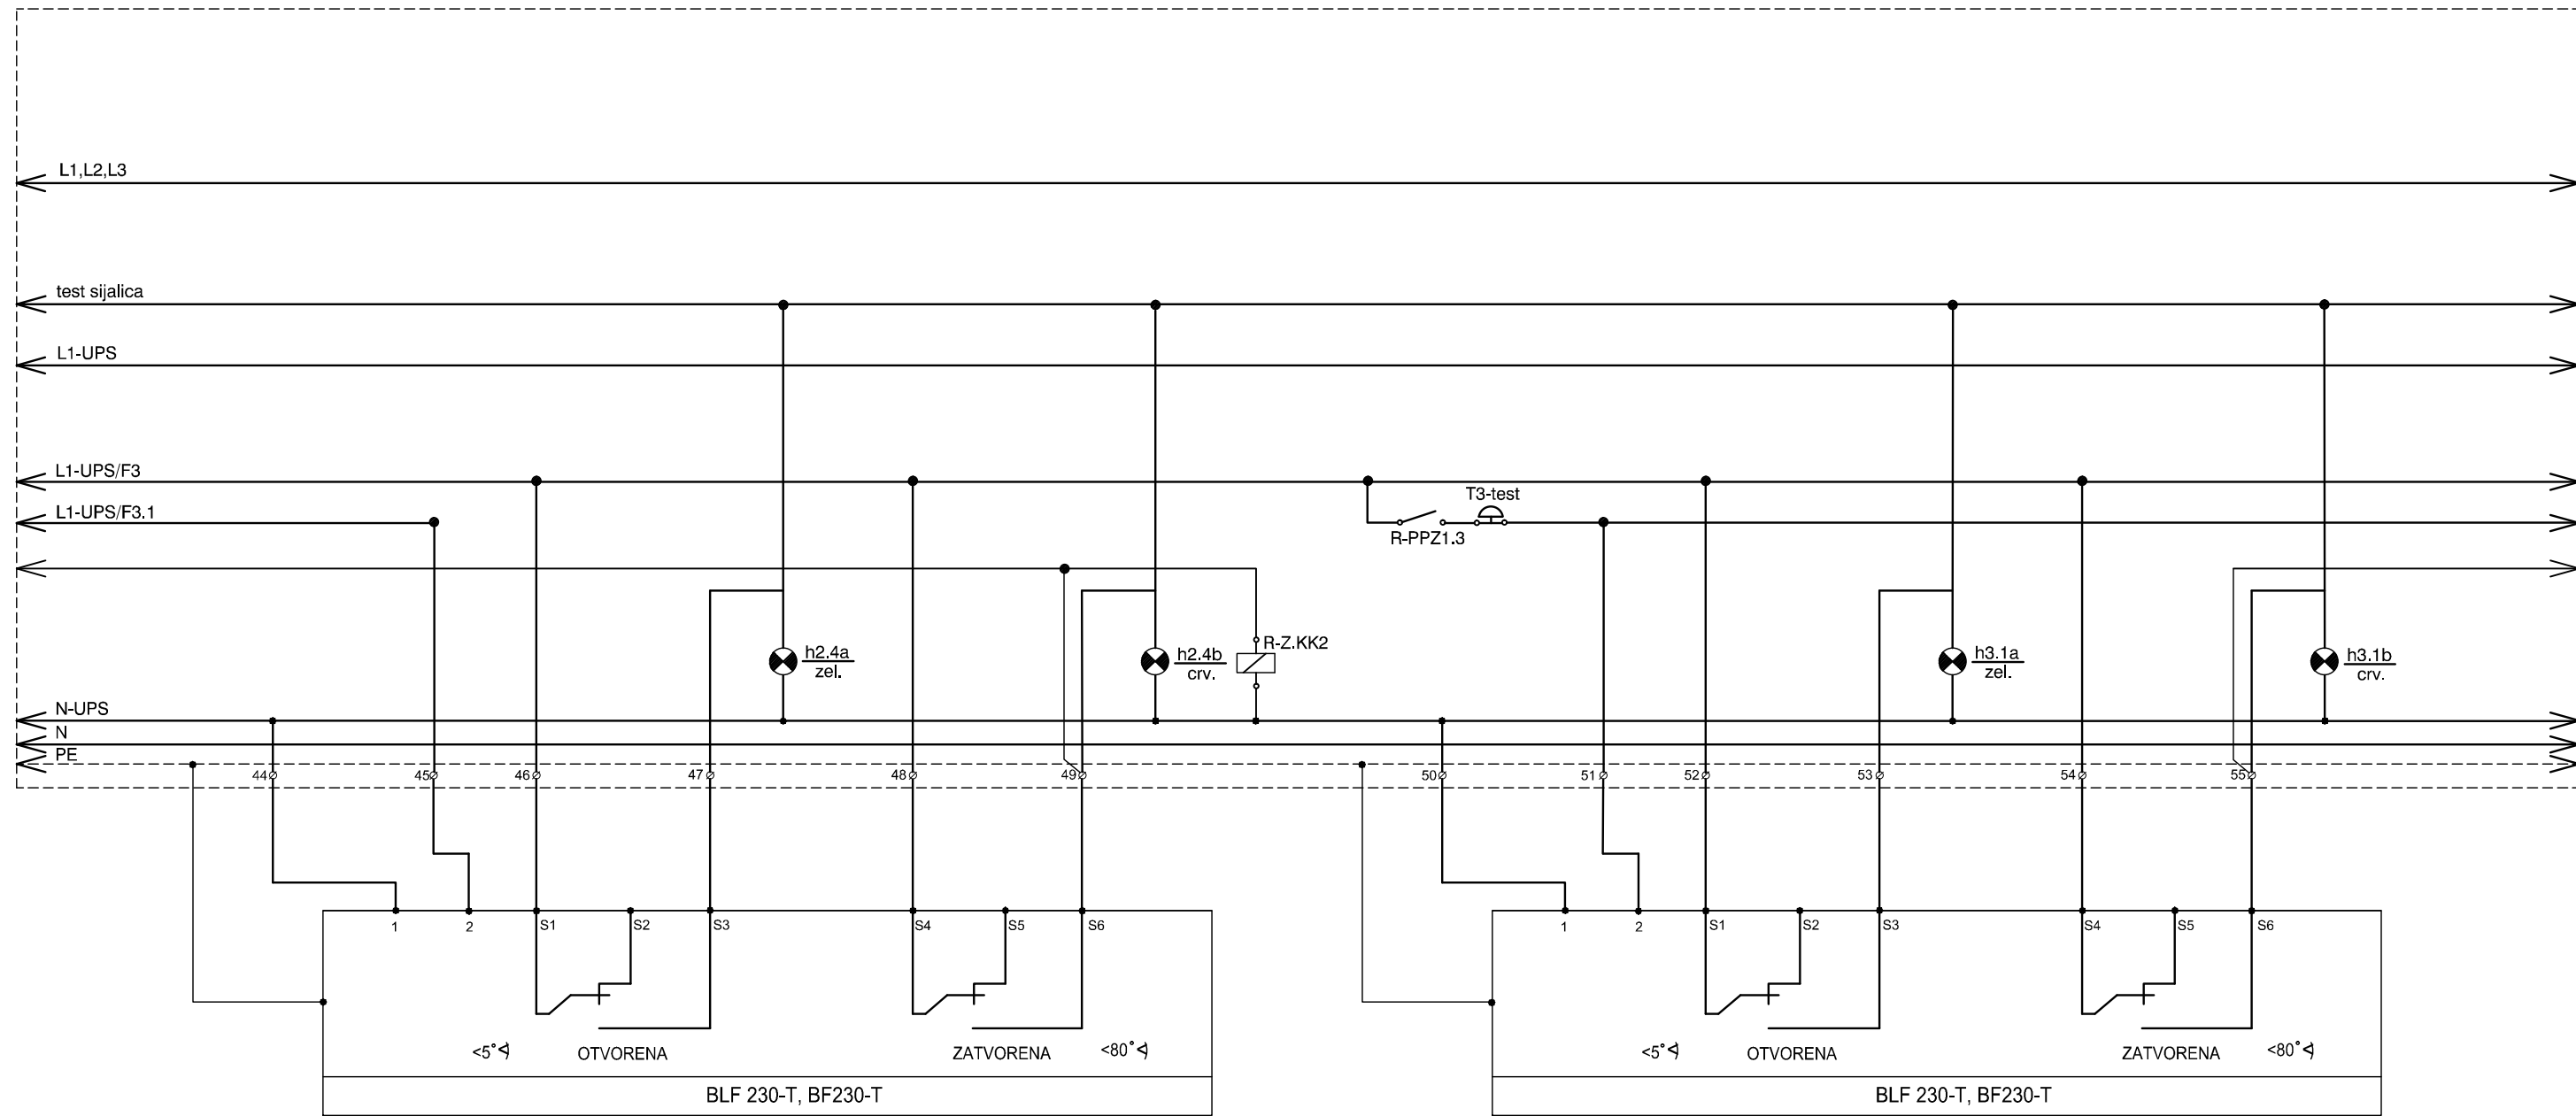 L1,L2,L3
test sijalica
L1-UPS
L1-UPS/F3
T3-test
L1-UPS/F3.1
R-PPZ1.3
R-Z.KK2
h2.4a
zel.
h2.4b
crv.
h3.1a
zel.
h3.1b
crv.
N-UPS
N
PE
44 45 46 47 48 49 50 51 52 53 54 55
1 2 S1 S2 S3 S4 S5 S6 1 2 S1 S2 S3 S4 S5 S6
<5° OTVORENA ZATVORENA <80° <5° OTVORENA ZATVORENA <80°
BLF 230-T, BF230-T BLF 230-T, BF230-T